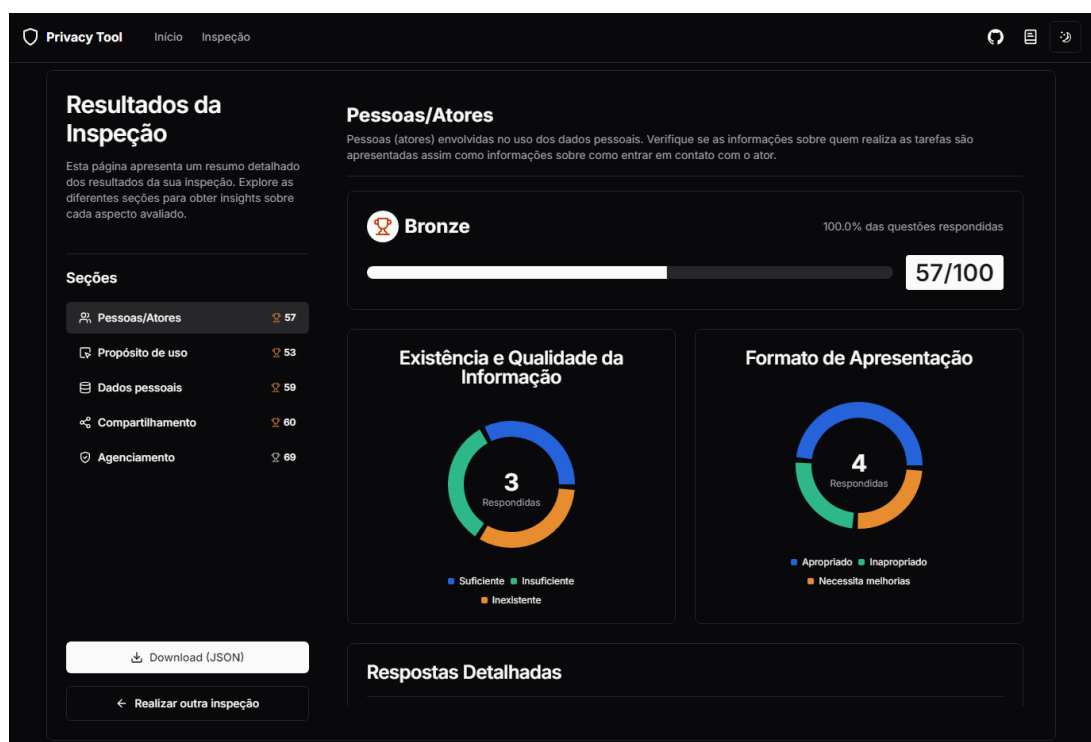 Privacy Tool
Início
Inspeção
Resultados da
Inspeção
Esta página apresenta um resumo detalhado
dos resultados da sua inspeção. Explore as
diferentes seções para obter insights sobre
cada aspecto avaliado.
Seções
Pessoas/Atores 57
Propósito de uso 53
Dados pessoais 59
Compartilhamento 60
Agenciamento 69
Download (JSON)
Realizar outra inspeção
Pessoas/Atores
Pessoas (atores) envolvidas no uso dos dados pessoais. Verifique se as informações sobre quem realiza as tarefas são
apresentadas assim como informações sobre como entrar em contato com o ator.
Bronze
100.0% das questões respondidas
57/100
Existência e Qualidade da
Informação
3
Respondidas
Suficiente Insuficiente
Inexistente
Formato de Apresentação
4
Respondidas
Apropriado Inapropriado
Necessita melhorias
Respostas Detalhadas